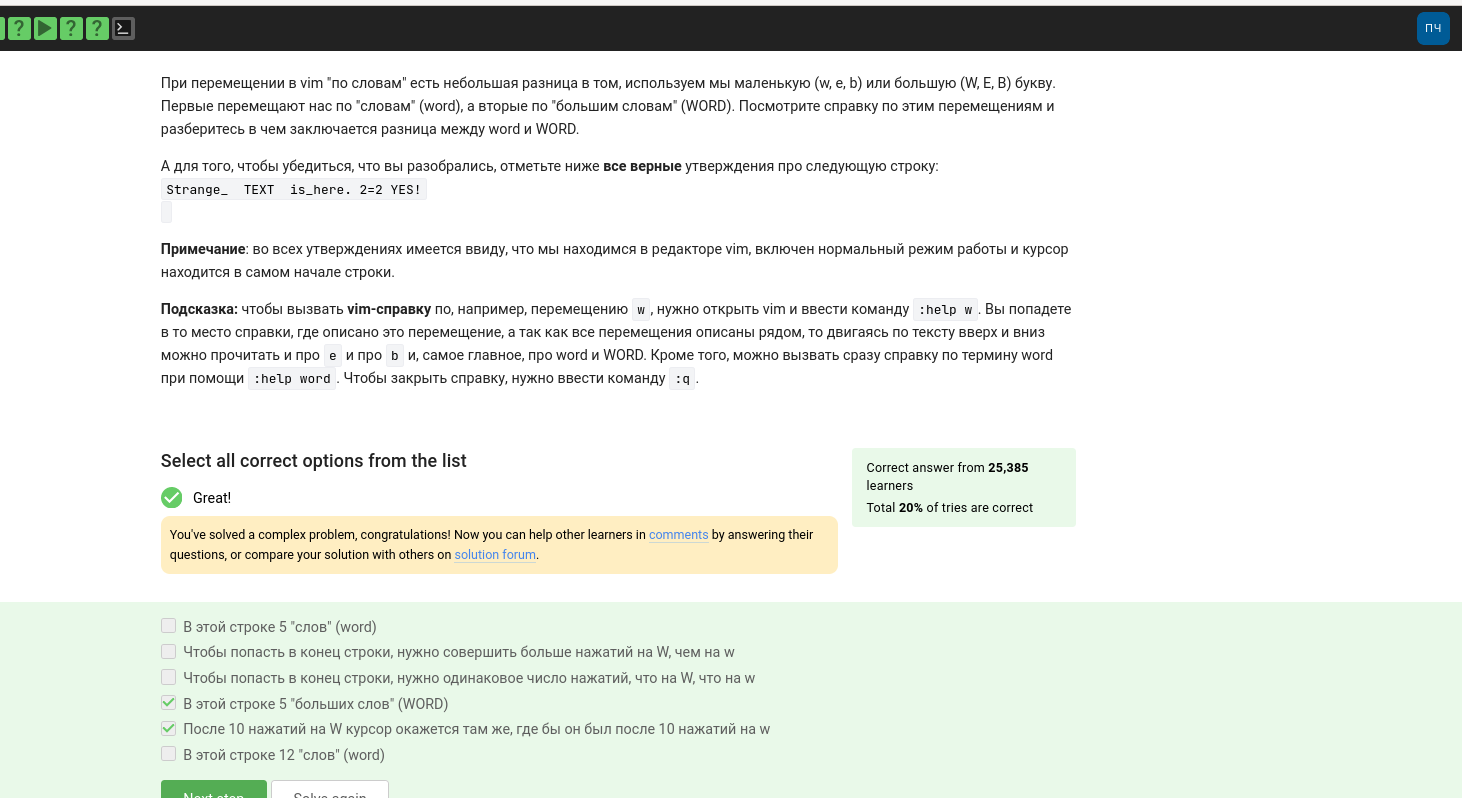 ? ? ?
ПЧ
При перемещении в vim "по словам" есть небольшая разница в том, используем мы маленькую (w, e, b) или большую (W, E, B) букву.
Первые перемещают нас по "словам" (word), а вторые по "большим словам" (WORD). Посмотрите справку по этим перемещениям и
разберитесь в чем заключается разница между word и WORD.
А для того, чтобы убедиться, что вы разобрались, отметьте ниже все верные утверждения про следующую строку:
Strange_  TEXT  is_here. 2=2 YES!
Примечание: во всех утверждениях имеется ввиду, что мы находимся в редакторе vim, включен нормальный режим работы и курсор
находится в самом начале строки.
Подсказка: чтобы вызвать vim-справку по, например, перемещению w, нужно открыть vim и ввести команду :help w. Вы попадете
в то место справки, где описано это перемещение, а так как все перемещения описаны рядом, то двигаясь по тексту вверх и вниз
можно прочитать и про e и про b и, самое главное, про word и WORD. Кроме того, можно вызвать сразу справку по термину word
при помощи :help word. Чтобы закрыть справку, нужно ввести команду :q.
Select all correct options from the list
Correct answer from 25,385
learners
Total 20% of tries are correct
Great!
You've solved a complex problem, congratulations! Now you can help other learners in comments by answering their
questions, or compare your solution with others on solution forum.
В этой строке 5 "слов" (word)
Чтобы попасть в конец строки, нужно совершить больше нажатий на W, чем на w
Чтобы попасть в конец строки, нужно одинаковое число нажатий, что на W, что на w
В этой строке 5 "больших слов" (WORD)
После 10 нажатий на W курсор окажется там же, где бы он был после 10 нажатий на w
В этой строке 12 "слов" (word)
Next step Solve again